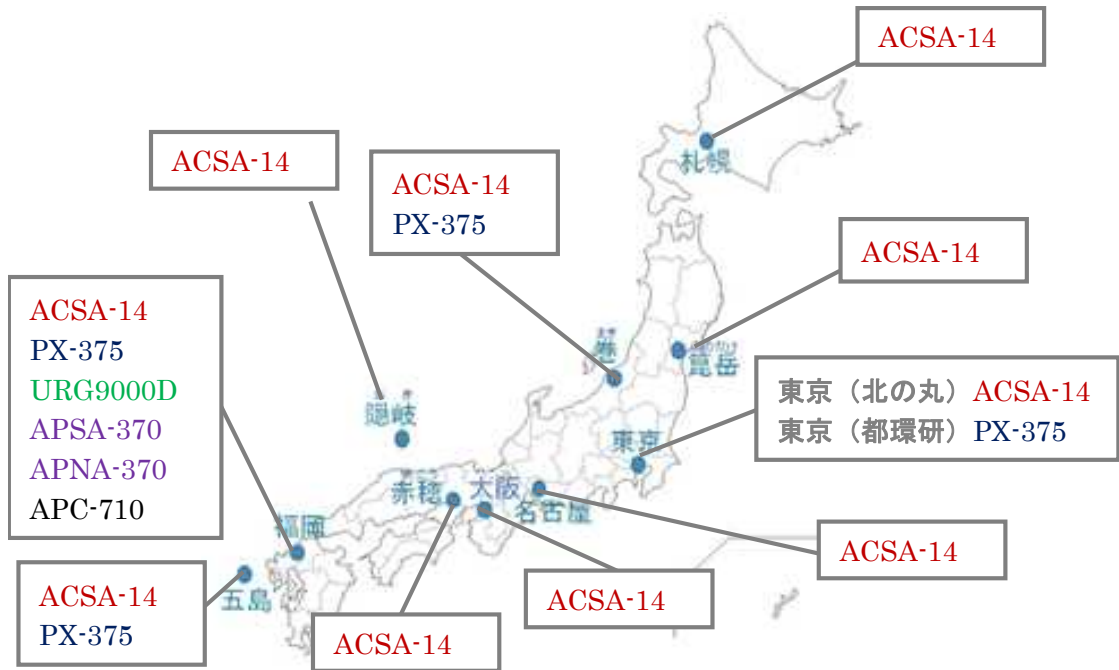 ACSA-14
札幌
ACSA-14
ACSA-14
PX-375
ACSA-14
巻
箟岳
ACSA-14
PX-375
URG9000D
APSA-370
APNA-370
APC-710
隠岐
東京(北の丸) ACSA-14
東京(都環研) PX-375
東京
赤穂
大阪
名古屋
福岡
ACSA-14
五島
ACSA-14
PX-375
ACSA-14
ACSA-14